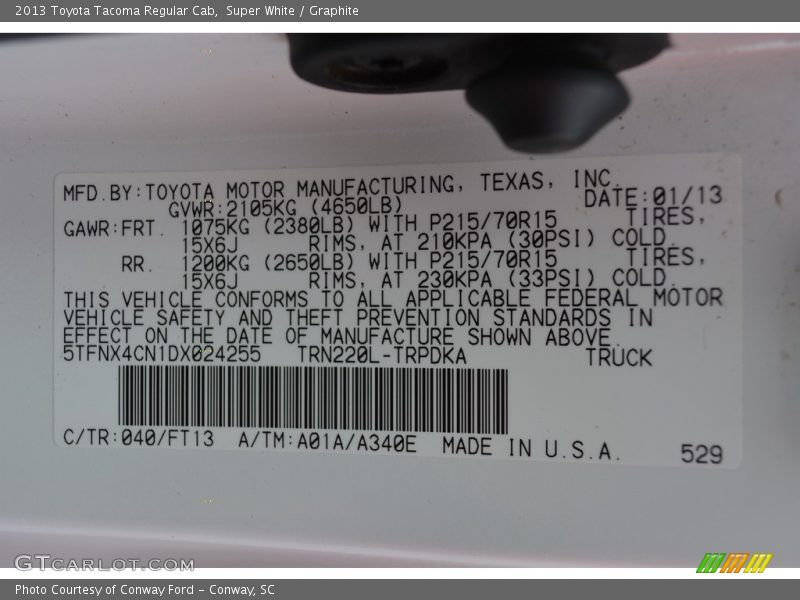 2013 Toyota Tacoma Regular Cab, Super White / Graphite
MFD.BY:TOYOTA MOTOR MANUFACTURING, TEXAS, INC.
GVWR:2105KG (4650LB) DATE:01/13
GAWR:FRT. 1075KG (2380LB) WITH P215/70R15 TIRES,
15X6J RIMS, AT 210KPA (30PSI) COLD.
RR. 1200KG (2650LB) WITH P215/70R15 TIRES,
15X6J RIMS, AT 230KPA (33PSI) COLD.
THIS VEHICLE CONFORMS TO ALL APPLICABLE FEDERAL MOTOR
VEHICLE SAFETY AND THEFT PREVENTION STANDARDS IN
EFFECT ON THE DATE OF MANUFACTURE SHOWN ABOVE.
5TFNX4CN1DX024255 TRN220L-TRPDKA TRUCK
C/TR:040/FT13 A/TM:A01A/A340E MADE IN U.S.A. 529
GTCARLOT.COM
Photo Courtesy of Conway Ford - Conway, SC